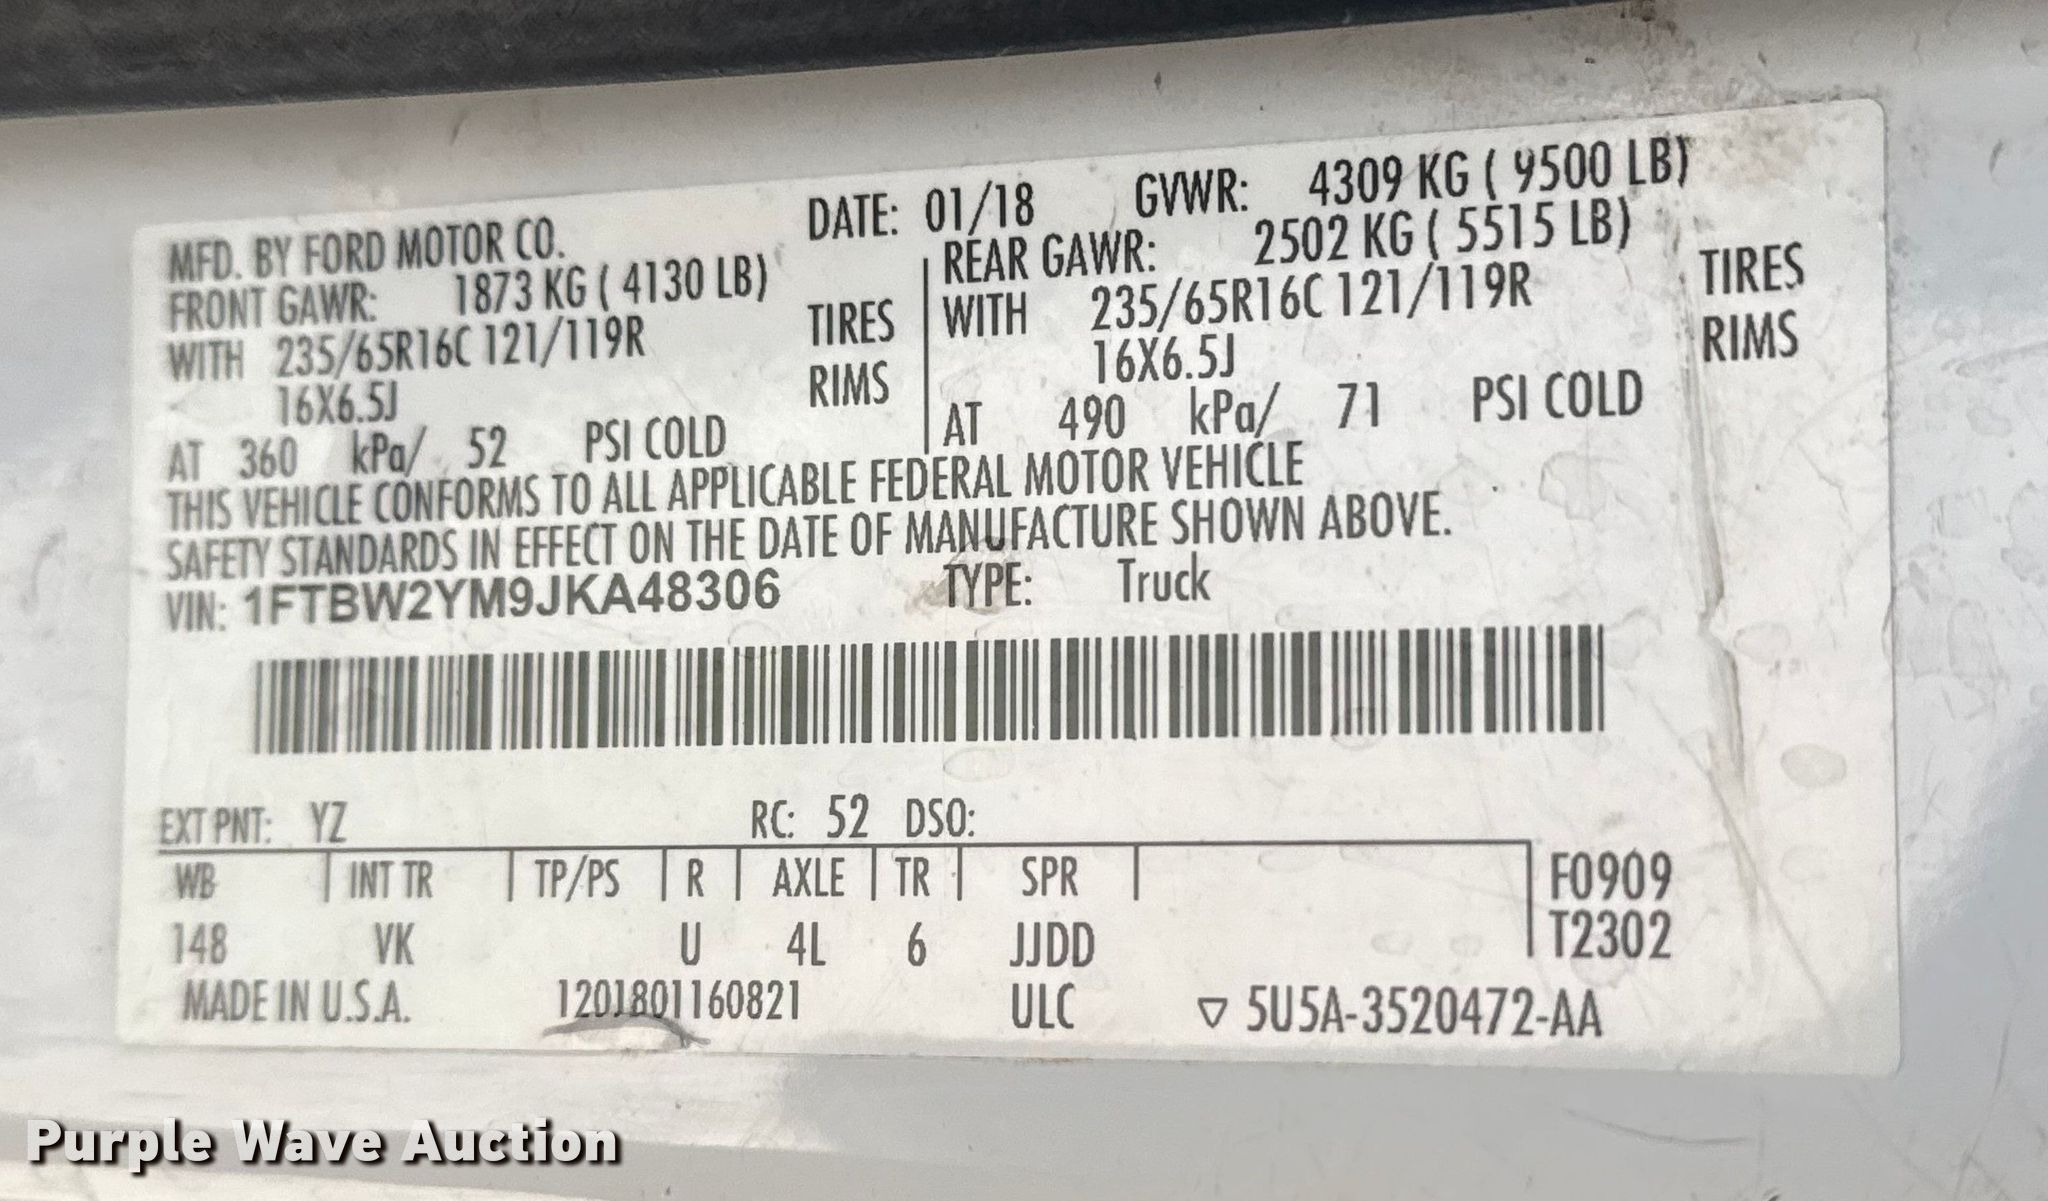 MFD. BY FORD MOTOR CO. DATE: 01/18 GVWR: 4309 KG ( 9500 LB)
FRONT GAWR: 1873 KG ( 4130 LB) REAR GAWR: 2502 KG ( 5515 LB)
WITH 235/65R16C 121/119R TIRES WITH 235/65R16C 121/119R TIRES
16X6.5J RIMS 16X6.5J RIMS
AT 360 kPa/ 52 PSI COLD AT 490 kPa/ 71 PSI COLD
THIS VEHICLE CONFORMS TO ALL APPLICABLE FEDERAL MOTOR VEHICLE
SAFETY STANDARDS IN EFFECT ON THE DATE OF MANUFACTURE SHOWN ABOVE.
VIN: 1FTBW2YM9JKA48306 TYPE: Truck
EXT PNT: YZ RC: 52 DSO:
WB INT TR TP/PS R AXLE TR SPR F0909
148 VK U 4L 6 JJDD T2302
MADE IN U.S.A. 1201801160821 ULC ▽ 5U5A-3520472-AA
Purple Wave Auction